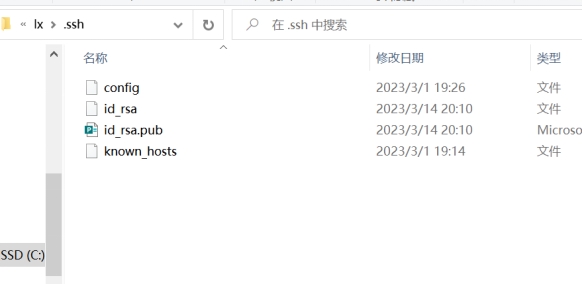 « lx › .ssh
在 .ssh 中搜索
名称 修改日期 类型
config 2023/3/1 19:26 文件
id_rsa 2023/3/14 20:10 文件
id_rsa.pub 2023/3/14 20:10 Microso
known_hosts 2023/3/1 19:14 文件
SSD (C:)